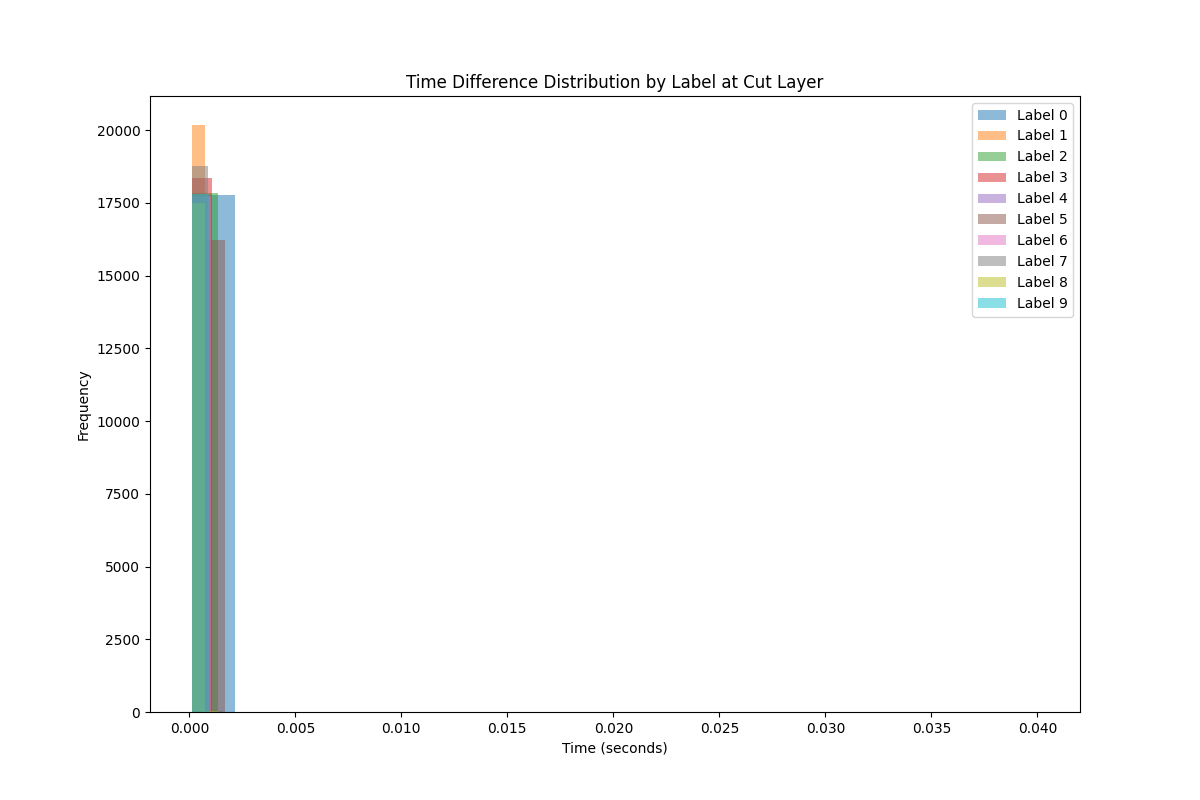 Time Difference Distribution by Label at Cut Layer
Label 0
Label 1
Label 2
Label 3
Label 4
Label 5
Label 6
Label 7
Label 8
Label 9
20000
17500
15000
12500
10000
7500
5000
2500
0
Frequency
0.000 0.005 0.010 0.015 0.020 0.025 0.030 0.035 0.040
Time (seconds)